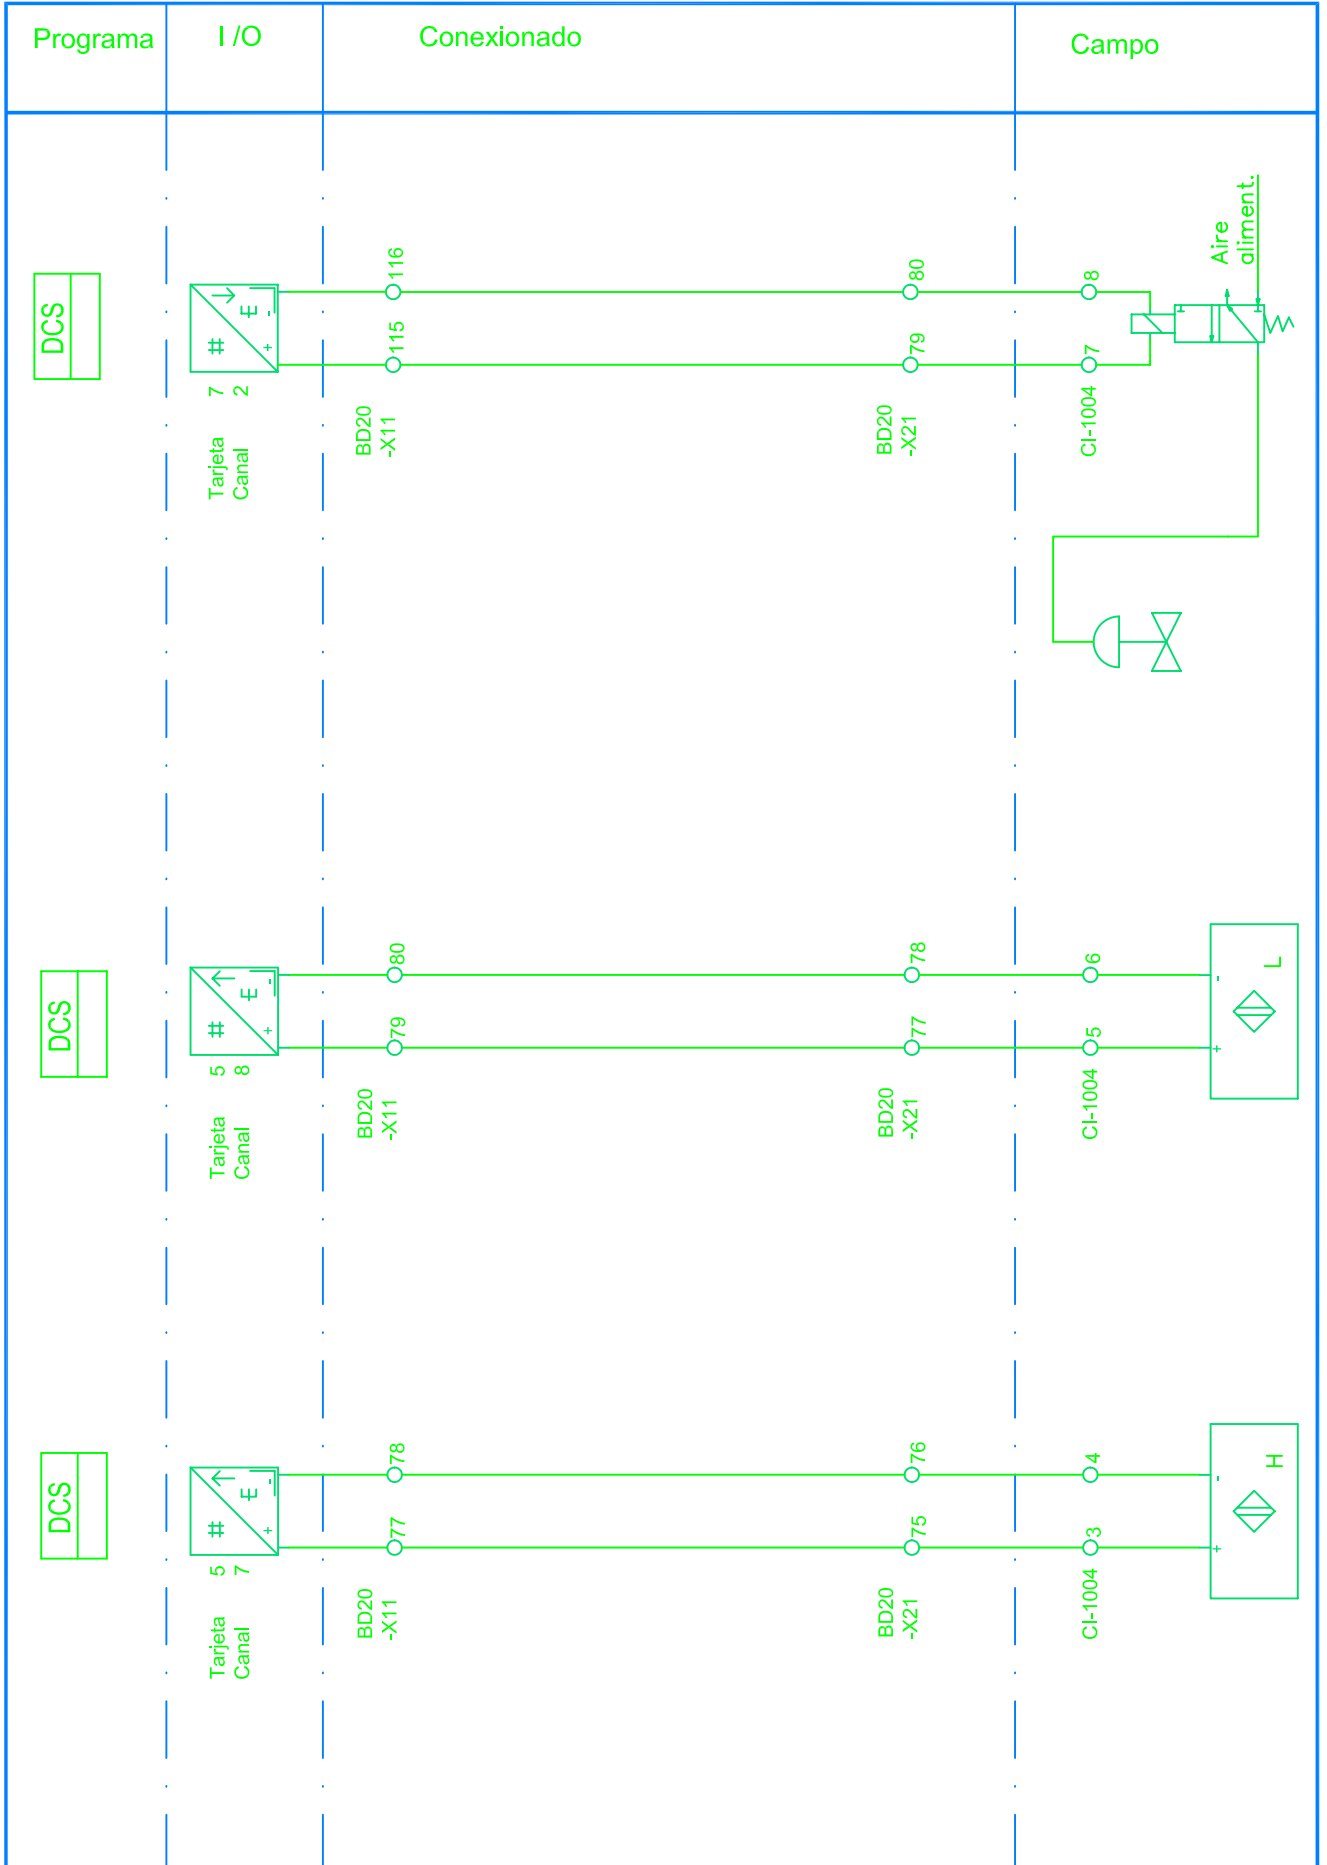 Programa
I /O
Conexionado
Campo
DCS
#
E
-
+
7
2
Tarjeta
Canal
116
115
BD20
-X11
80
79
BD20
-X21
8
7
CI-1004
Aire
aliment.
DCS
#
E
-
+
5
8
Tarjeta
Canal
80
79
BD20
-X11
78
77
BD20
-X21
6
5
CI-1004
-
+
L
DCS
#
E
-
+
5
7
Tarjeta
Canal
78
77
BD20
-X11
76
75
BD20
-X21
4
3
CI-1004
-
+
H